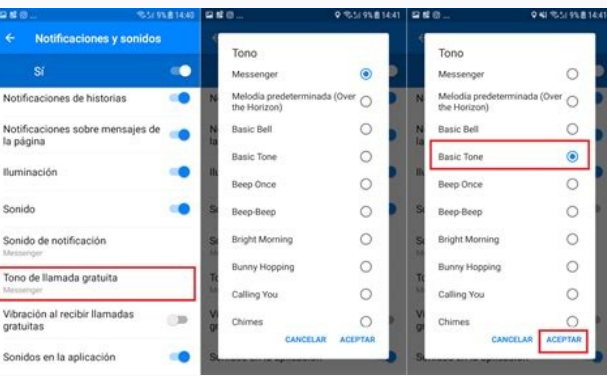 14:40
Notificaciones y sonidos
Sí
Notificaciones de historias
Notificaciones sobre mensajes de
la página
Iluminación
Sonido
Sonido de notificación
Messenger
Tono de llamada gratuita
Messenger
Vibración al recibir llamadas
gratuitas
Sonidos en la aplicación
14:41
Tono
Messenger
Melodía predeterminada (Over
the Horizon)
Basic Bell
Basic Tone
Beep Once
Beep-Beep
Bright Morning
Bunny Hopping
Calling You
Chimes
CANCELAR ACEPTAR
14:41
Tono
Messenger
Melodía predeterminada (Over
the Horizon)
Basic Bell
Basic Tone
Beep Once
Beep-Beep
Bright Morning
Bunny Hopping
Calling You
Chimes
CANCELAR ACEPTAR